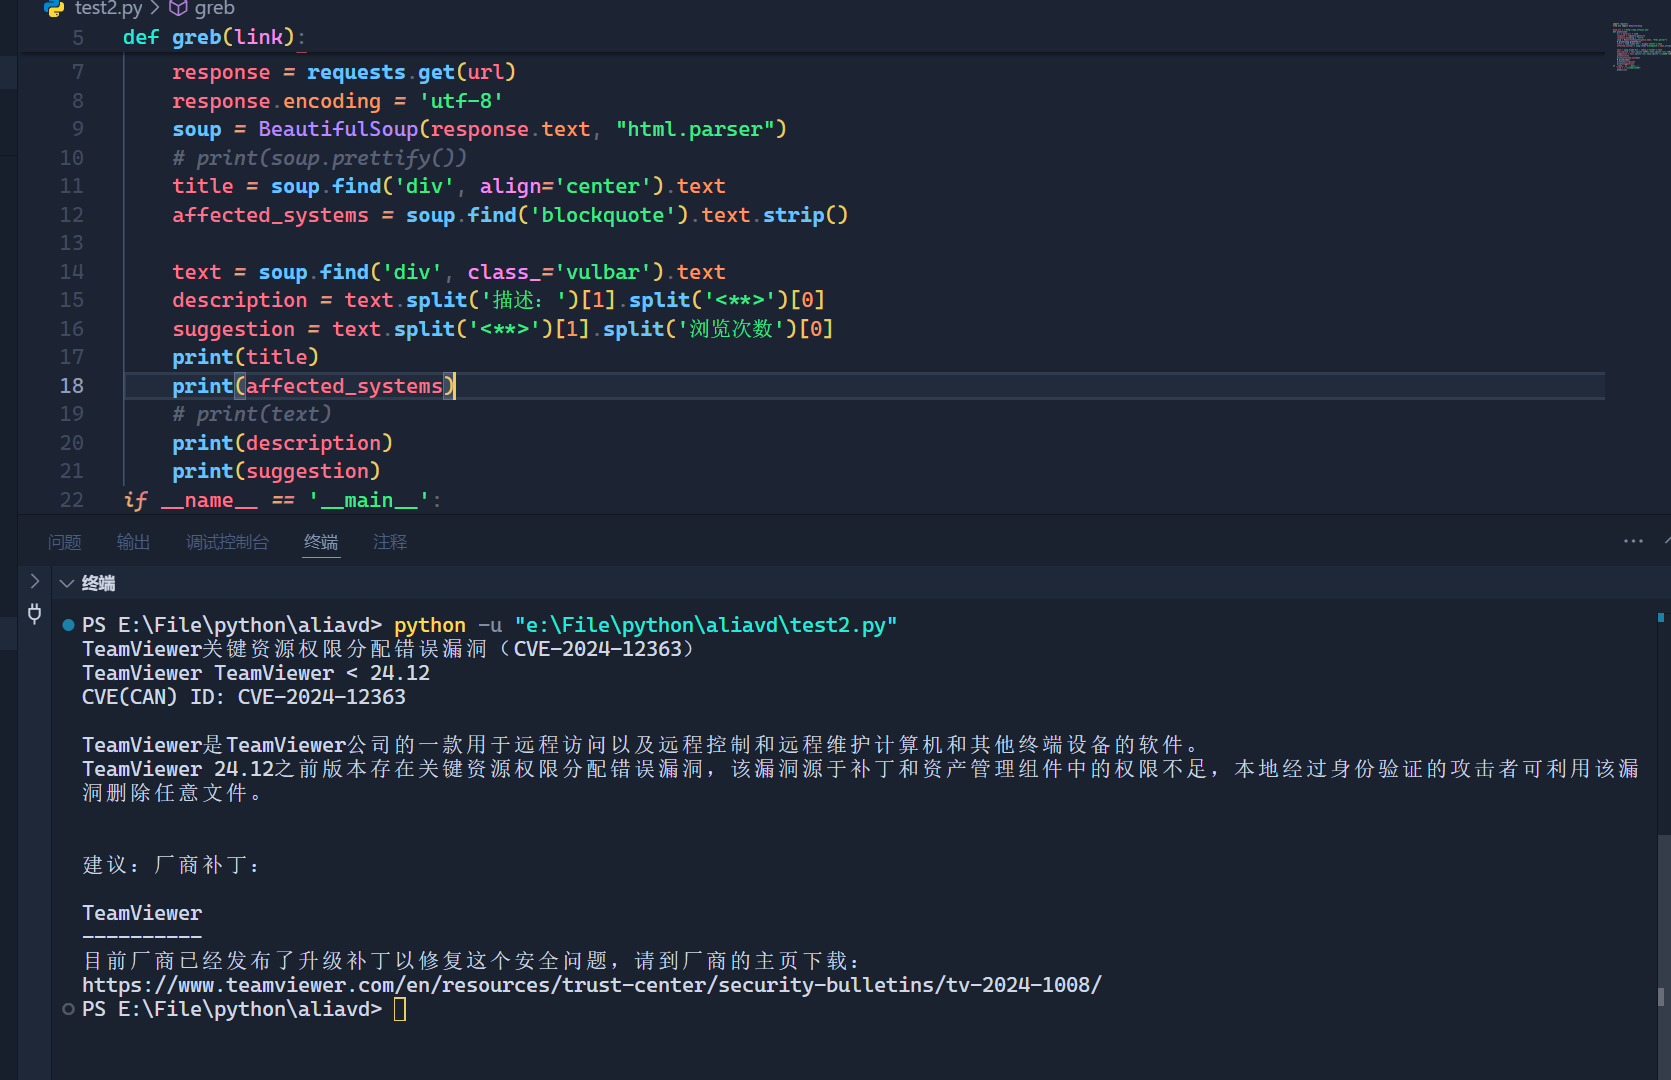 test2.py > greb
5 def greb(link):
7 response = requests.get(url)
8 response.encoding = 'utf-8'
9 soup = BeautifulSoup(response.text, "html.parser")
10 # print(soup.prettify())
11 title = soup.find('div', align='center').text
12 affected_systems = soup.find('blockquote').text.strip()
13
14 text = soup.find('div', class_='vulbar').text
15 description = text.split('描述：')[1].split('<**>')[0]
16 suggestion = text.split('<**>')[1].split('浏览次数')[0]
17 print(title)
18 print(affected_systems)
19 # print(text)
20 print(description)
21 print(suggestion)
22 if __name__ == '__main__':
问题 输出 调试控制台 终端 注释
终端
PS E:\File\python\aliavd> python -u "e:\File\python\aliavd\test2.py"
TeamViewer关键资源权限分配错误漏洞（CVE-2024-12363）
TeamViewer TeamViewer < 24.12
CVE(CAN) ID: CVE-2024-12363
TeamViewer是TeamViewer公司的一款用于远程访问以及远程控制和远程维护计算机和其他终端设备的软件。
TeamViewer 24.12之前版本存在关键资源权限分配错误漏洞，该漏洞源于补丁和资产管理组件中的权限不足，本地经过身份验证的攻击者可利用该漏
洞删除任意文件。
建议：厂商补丁：
TeamViewer
----------
目前厂商已经发布了升级补丁以修复这个安全问题，请到厂商的主页下载：
https://www.teamviewer.com/en/resources/trust-center/security-bulletins/tv-2024-1008/
PS E:\File\python\aliavd>